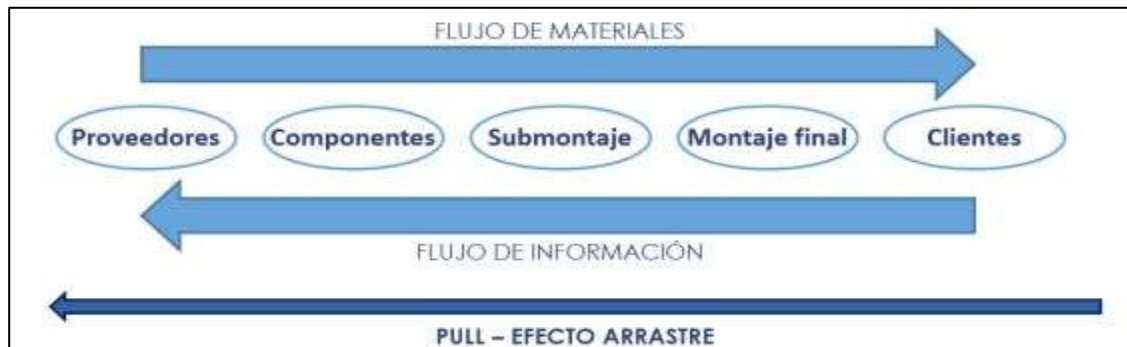 FLUJO DE MATERIALES
Proveedores Componentes Submontaje Montaje final Clientes
FLUJO DE INFORMACIÓN
PULL – EFECTO ARRASTRE